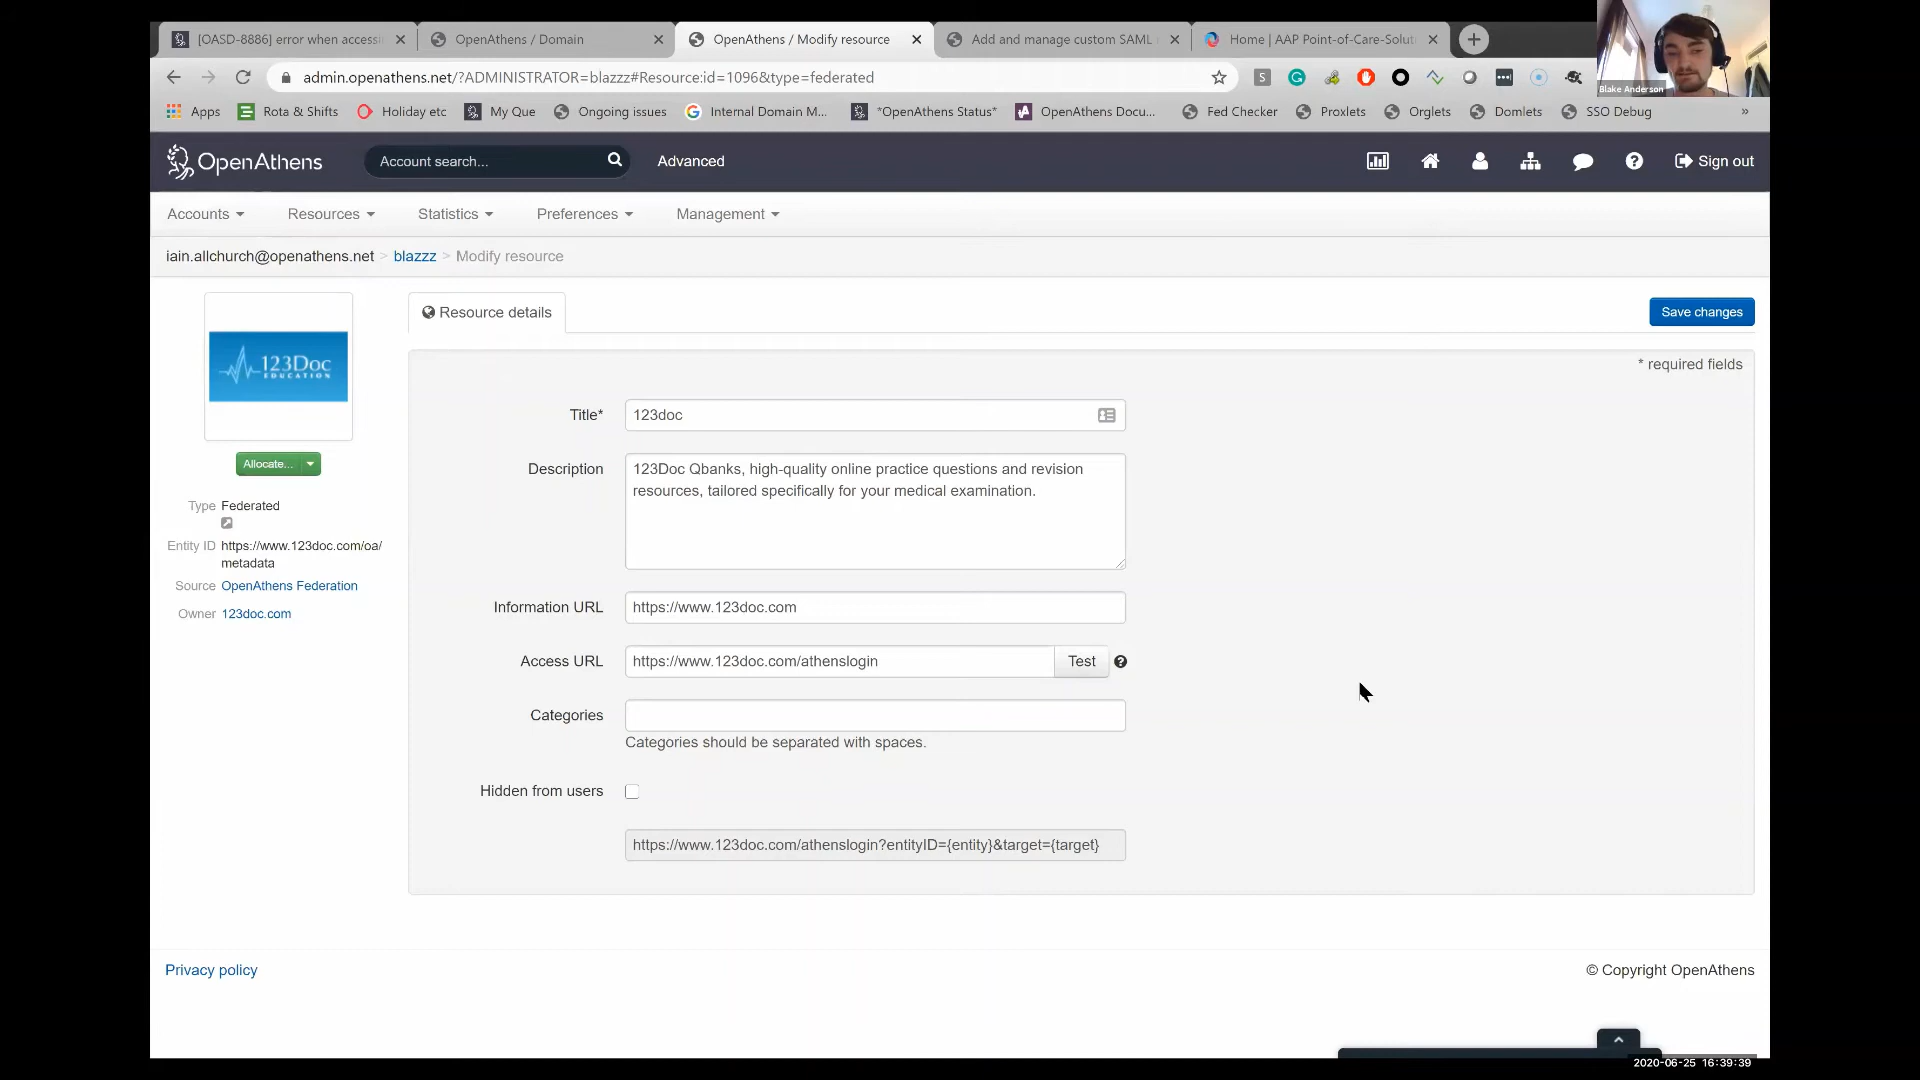 [OASD-8886] error when accessi
OpenAthens / Domain
OpenAthens / Modify resource
Add and manage custom SAML
Home | AAP Point-of-Care-Solut
admin.openathens.net/?ADMINISTRATOR=blazzz#Resource:id=1096&type=federated
Blake Anderson
Apps
Rota & Shifts
Holiday etc
My Que
Ongoing issues
Internal Domain M...
*OpenAthens Status*
OpenAthens Docu...
Fed Checker
Proxlets
Orglets
Domlets
SSO Debug
»
OpenAthens
Account search...
Advanced
Sign out
Accounts
Resources
Statistics
Preferences
Management
iain.allchurch@openathens.net > blazzz > Modify resource
123Doc
EDUCATION
Allocate...
Type Federated
Entity ID https://www.123doc.com/oa/
metadata
Source OpenAthens Federation
Owner 123doc.com
Resource details
Save changes
* required fields
Title* 123doc
Description 123Doc Qbanks, high-quality online practice questions and revision
resources, tailored specifically for your medical examination.
Information URL https://www.123doc.com
Access URL https://www.123doc.com/athenslogin Test
Categories
Categories should be separated with spaces.
Hidden from users
https://www.123doc.com/athenslogin?entityID={entity}&target={target}
Privacy policy
© Copyright OpenAthens
2020-06-25 16:39:39